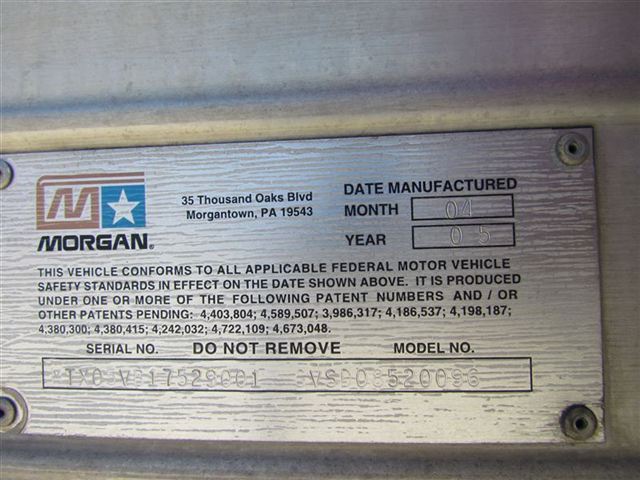 M
MORGAN®
35 Thousand Oaks Blvd
Morgantown, PA 19543
DATE MANUFACTURED
MONTH 04
YEAR 05
THIS VEHICLE CONFORMS TO ALL APPLICABLE FEDERAL MOTOR VEHICLE
SAFETY STANDARDS IN EFFECT ON THE DATE SHOWN ABOVE. IT IS PRODUCED
UNDER ONE OR MORE OF THE FOLLOWING PATENT NUMBERS AND / OR
OTHER PATENTS PENDING: 4,403,804; 4,589,507; 3,986,317; 4,186,537; 4,198,187;
4,380,300; 4,380,415; 4,242,032; 4,722,109; 4,673,048.
SERIAL NO. DO NOT REMOVE MODEL NO.